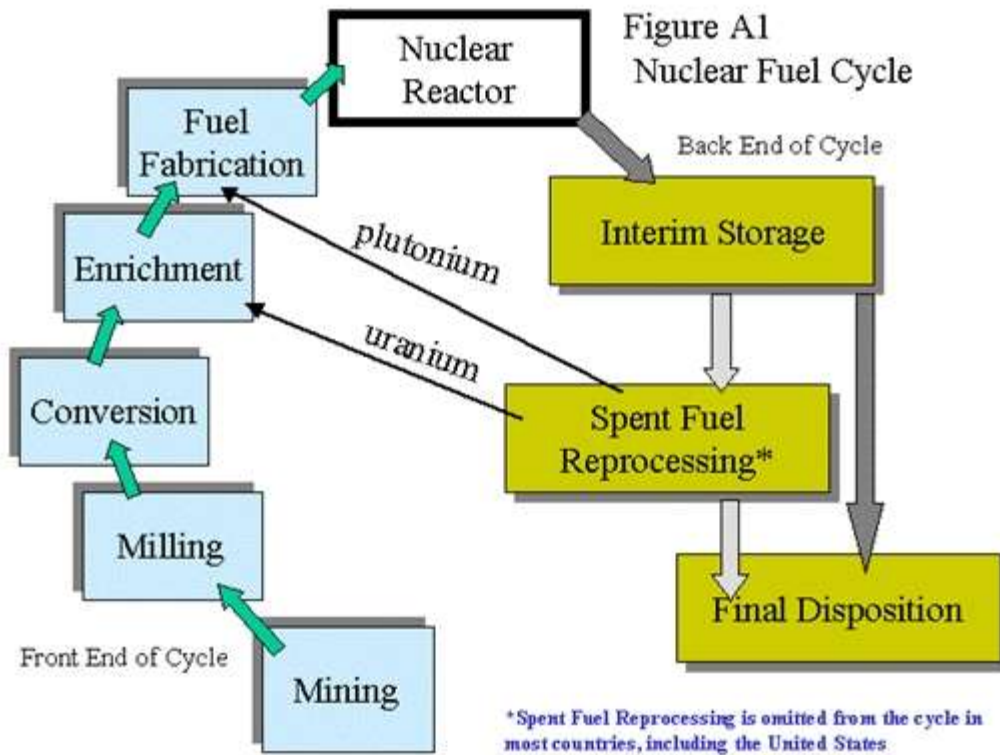 Figure A1
Nuclear Fuel Cycle
Nuclear
Reactor
Fuel
Fabrication
Enrichment
Conversion
Milling
Mining
Front End of Cycle
plutonium
uranium
Back End of Cycle
Interim Storage
Spent Fuel
Reprocessing*
Final Disposition
*Spent Fuel Reprocessing is omitted from the cycle in
most countries, including the United States